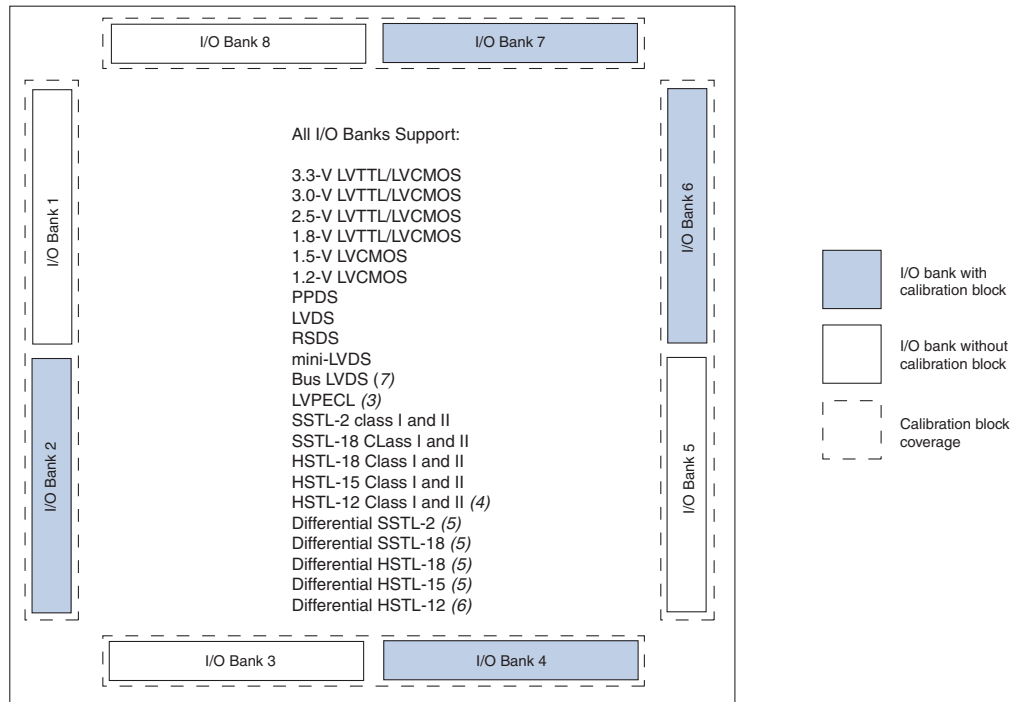 I/O Bank 8
I/O Bank 7
I/O Bank 1
I/O Bank 2
All I/O Banks Support:
3.3-V LVTTL/LVCMOS
3.0-V LVTTL/LVCMOS
2.5-V LVTTL/LVCMOS
1.8-V LVTTL/LVCMOS
1.5-V LVCMOS
1.2-V LVCMOS
PPDS
LVDS
RSDS
mini-LVDS
Bus LVDS (7)
LVPECL (3)
SSTL-2 class I and II
SSTL-18 CLass I and II
HSTL-18 Class I and II
HSTL-15 Class I and II
HSTL-12 Class I and II (4)
Differential SSTL-2 (5)
Differential SSTL-18 (5)
Differential HSTL-18 (5)
Differential HSTL-15 (5)
Differential HSTL-12 (6)
I/O Bank 6
I/O Bank 5
I/O Bank 3
I/O Bank 4
I/O bank with
calibration block
I/O bank without
calibration block
Calibration block
coverage